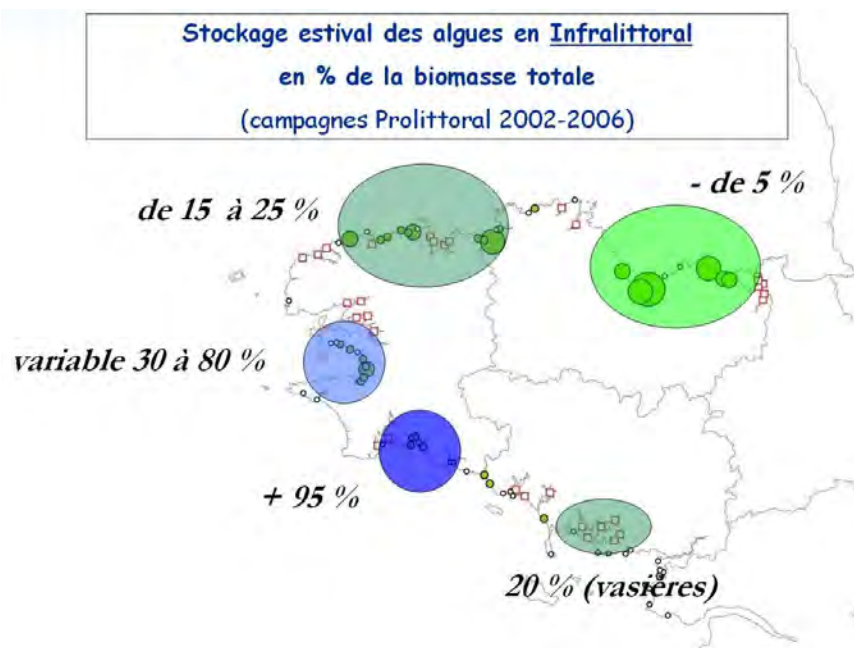 Stockage estival des algues en Infralittoral
en % de la biomasse totale
(campagnes Prolittoral 2002-2006)
de 15 à 25 %
- de 5 %
variable 30 à 80 %
+ 95 %
20 % (vasières)